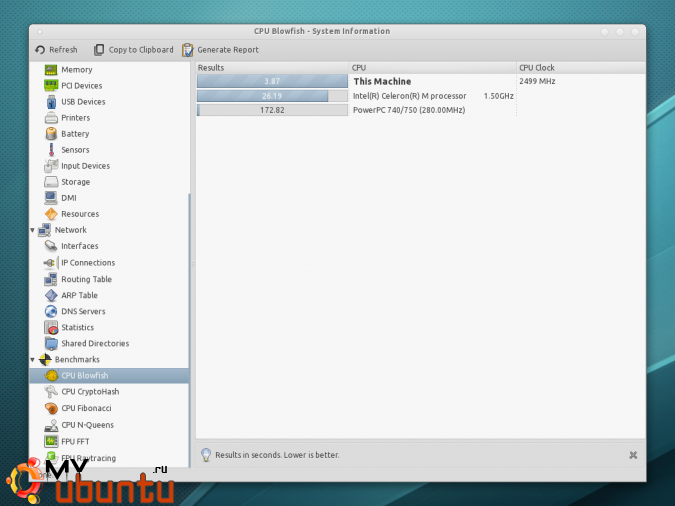 CPU Blowfish - System Information
Refresh Copy to Clipboard Generate Report
Memory
PCI Devices
USB Devices
Printers
Battery
Sensors
Input Devices
Storage
DMI
Resources
Network
Interfaces
IP Connections
Routing Table
ARP Table
DNS Servers
Statistics
Shared Directories
Benchmarks
CPU Blowfish
CPU CryptoHash
CPU Fibonacci
CPU N-Queens
FPU FFT
FPU Raytracing
Results CPU CPU Clock
3.87 This Machine 2499 MHz
26.19 Intel(R) Celeron(R) M processor 1.50GHz
172.82 PowerPC 740/750 (280.00MHz)
Results in seconds. Lower is better.
MY .ru
ubuntu